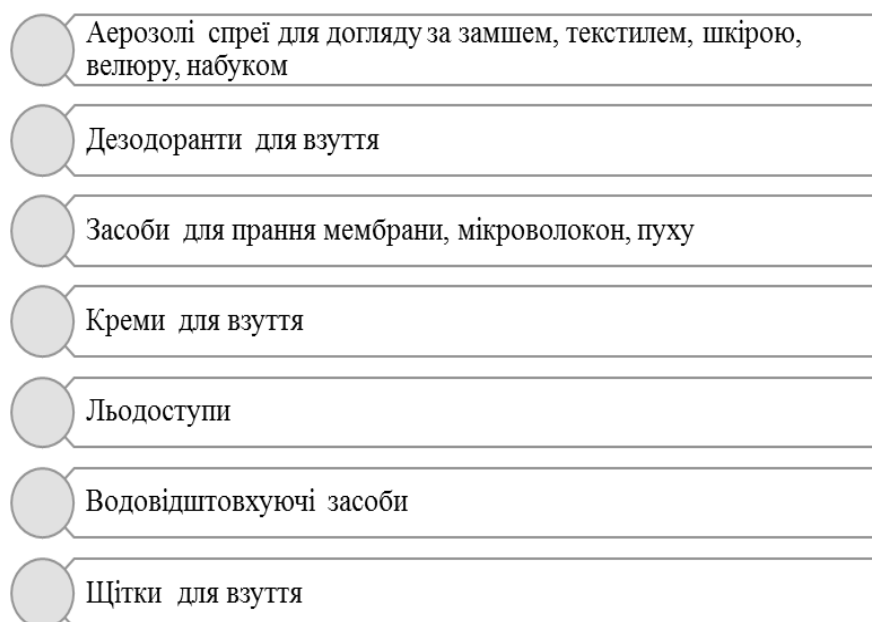 Аерозолі спреї для догляду за замшем, текстилем, шкірою,
велюру, набуком
Дезодоранти для взуття
Засоби для прання мембрани, мікроволокон, пуху
Креми для взуття
Льодоступи
Водовідштовхуючі засоби
Щітки для взуття